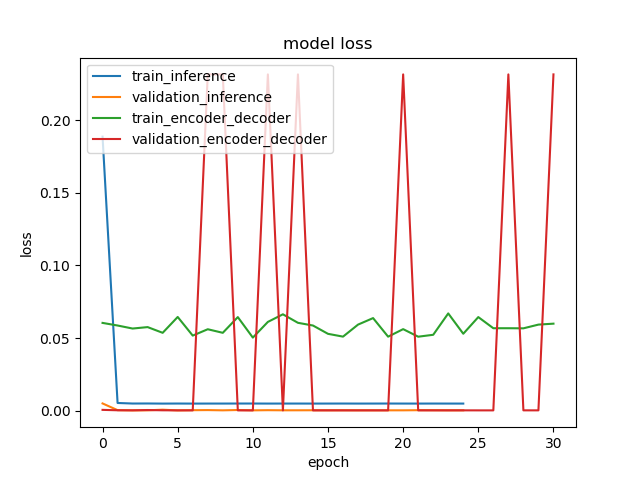 model loss
train_inference
validation_inference
train_encoder_decoder
validation_encoder_decoder
0.20
0.15
0.10
0.05
0.00
loss
0 5 10 15 20 25 30
epoch